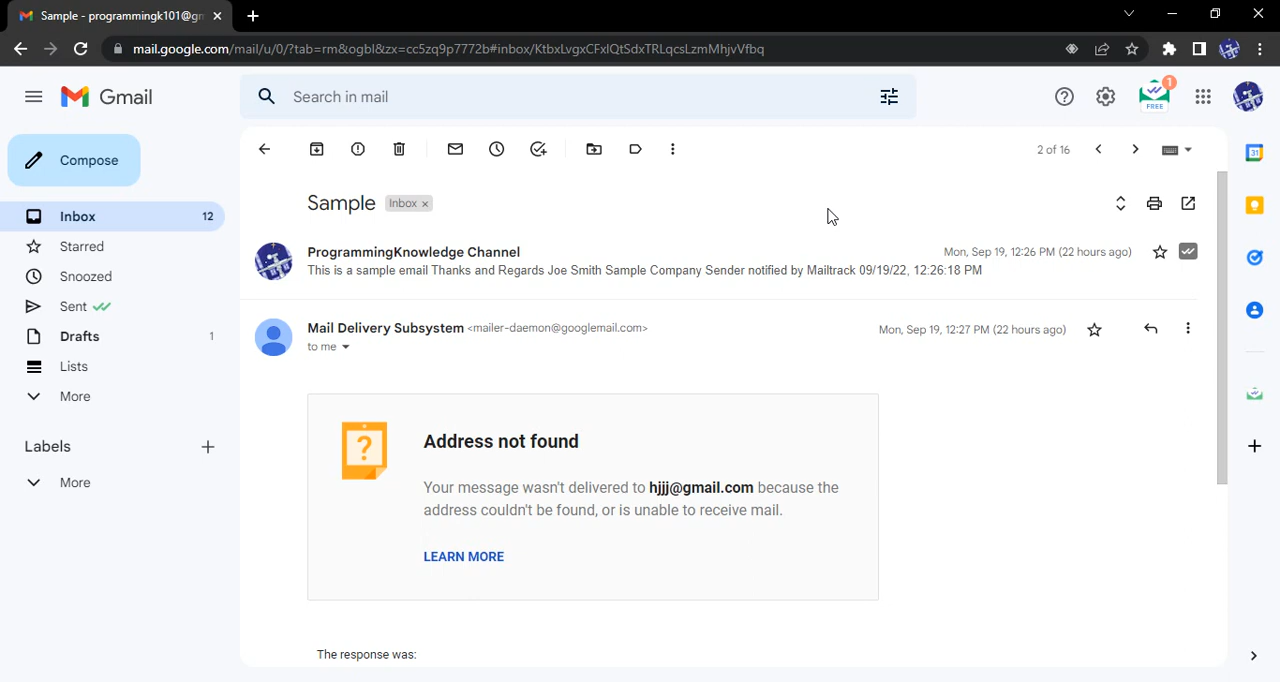 Sample - programmingk101@gm
mail.google.com/mail/u/0/?tab=rm&ogbl&zx=cc5zq9p7772b#inbox/KtbxLvgxCFxlQtSdxTRLqcsLzmMhjvVfbq
Gmail
Search in mail
1
FREE
Compose
2 of 16
Inbox 12
Starred
Snoozed
Sent
Drafts 1
Lists
More
Labels
More
Sample Inbox ×
ProgrammingKnowledge Channel
Mon, Sep 19, 12:26 PM (22 hours ago)
This is a sample email Thanks and Regards Joe Smith Sample Company Sender notified by Mailtrack 09/19/22, 12:26:18 PM
Mail Delivery Subsystem <mailer-daemon@googlemail.com>
Mon, Sep 19, 12:27 PM (22 hours ago)
to me
Address not found
Your message wasn't delivered to hjjj@gmail.com because the
address couldn't be found, or is unable to receive mail.
LEARN MORE
The response was:
31